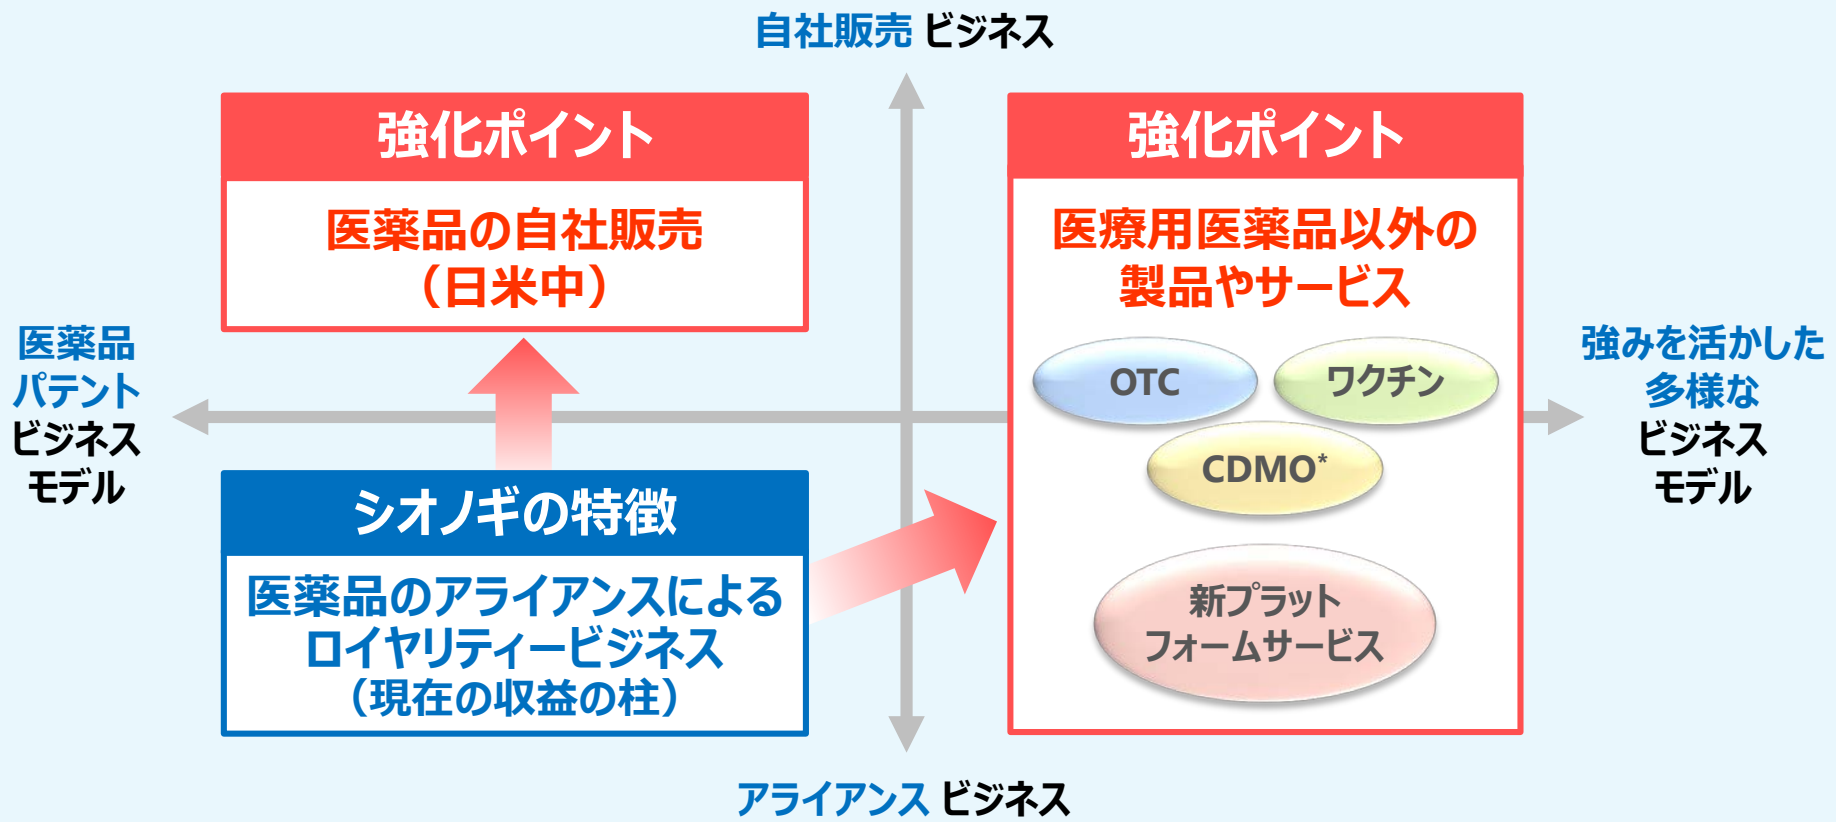 自社販売 ビジネス
強化ポイント
医薬品の自社販売
（日米中）
強化ポイント
医療用医薬品以外の
製品やサービス
OTC
ワクチン
CDMO*
新プラット
フォームサービス
医薬品
パテント
ビジネス
モデル
強みを活かした
多様な
ビジネス
モデル
シオノギの特徴
医薬品のアライアンスによる
ロイヤリティービジネス
（現在の収益の柱）
アライアンス ビジネス